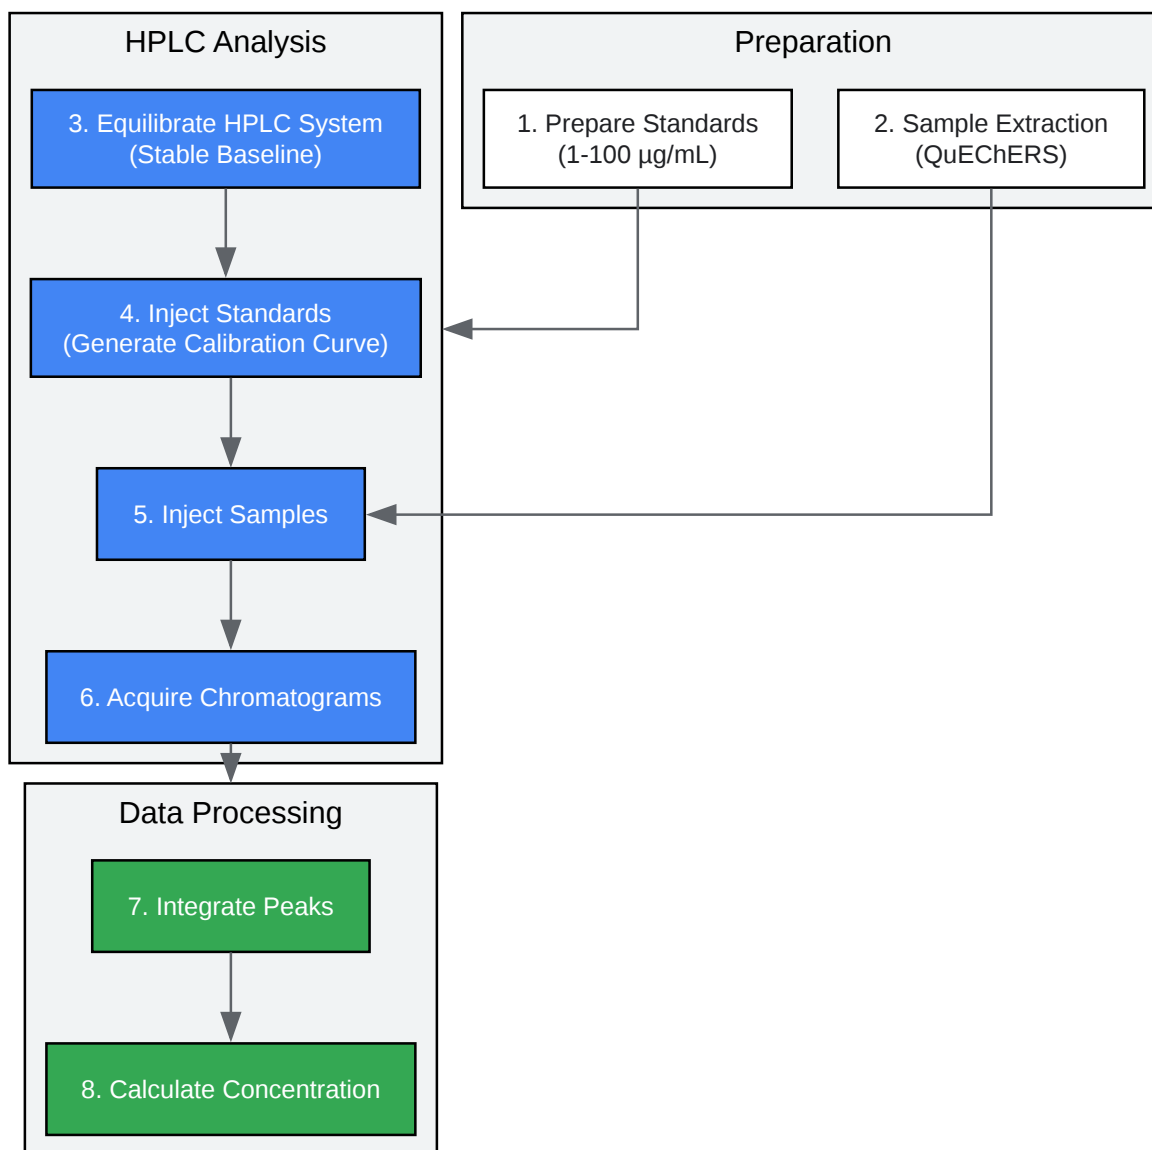 HPLC Analysis
3. Equilibrate HPLC System
(Stable Baseline)
4. Inject Standards
(Generate Calibration Curve)
5. Inject Samples
6. Acquire Chromatograms
Preparation
1. Prepare Standards
(1-100 µg/mL)
2. Sample Extraction
(QuEChERS)
Data Processing
7. Integrate Peaks
8. Calculate Concentration